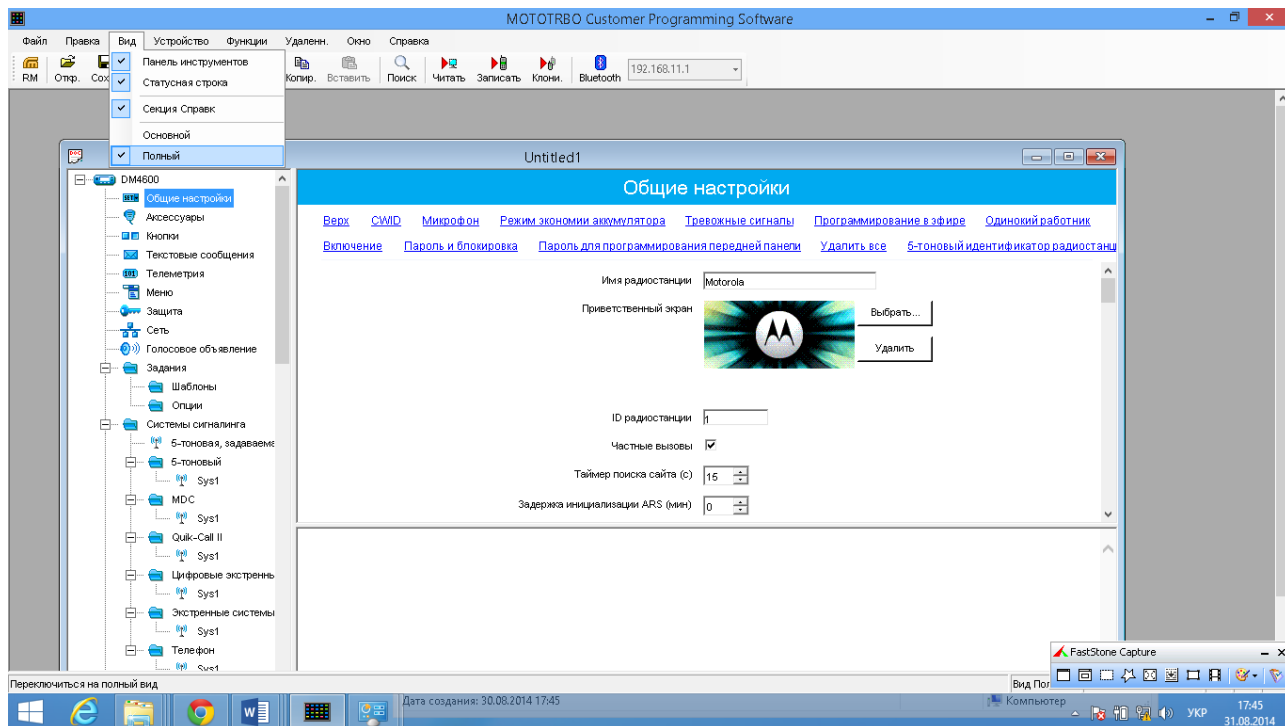 MOTOTRBO Customer Programming Software
Файл Правка Вид Устройство Функции Удаленн. Окно Справка
RM Откр. Сох Копир. Вставить Поиск Читать Записать Клони. Bluetooth 192.168.11.1
Панель инструментов
Статусная строка
Секция Справк
Основной
Полный
Untitled1
DM4600
Общие настройки
Аксессуары
Кнопки
Текстовые сообщения
Телеметрия
Меню
Защита
Сеть
Голосовое объявление
Задания
Шаблоны
Опции
Системы сигналинга
5-тоновая, задаваема
5-тоновый
Sys1
MDC
Sys1
Quik-Call II
Sys1
Цифровые экстреннь
Sys1
Экстренные системы
Sys1
Телефон
Sys1
Общие настройки
Верх CWID Микрофон Режим экономии аккумулятора Тревожные сигналы Программирование в эфире Одинокий работник
Включение Пароль и блокировка Пароль для программирования передней панели Удалить все 5-тоновый идентификатор радиостанц
Имя радиостанции Motorola
Приветственный экран
Выбрать...
Удалить
ID радиостанции 1
Частные вызовы
Таймер поиска сайта (с) 15
Задержка инициализации ARS (мин) 0
FastStone Capture
Переключиться на полный вид Вид Пол
Дата создания: 30.08.2014 17:45 Компьютер
УКР 17:45
31.08.2014